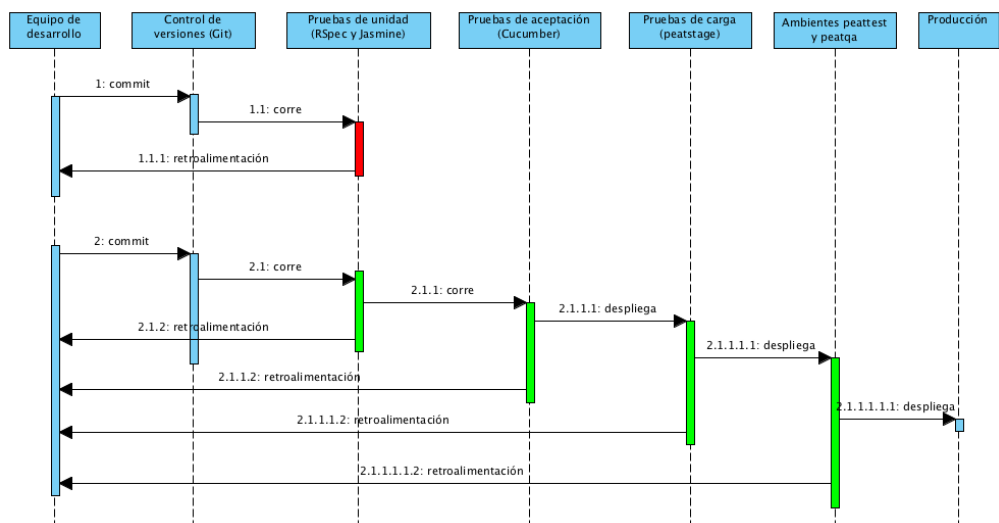 Equipo de
desarrollo
Control de
versiones (Git)
Pruebas de unidad
(RSpec y Jasmine)
Pruebas de aceptación
(Cucumber)
Pruebas de carga
(peatstage)
Ambientes peattest
y peatqa
Producción
1: commit
1.1: corre
1.1.1: retroalimentación
2: commit
2.1: corre
2.1.1: corre
2.1.1.1: despliega
2.1.2: retroalimentación
2.1.1.1.1: despliega
2.1.1.2: retroalimentación
2.1.1.1.1.1: despliega
2.1.1.1.2: retroalimentación
2.1.1.1.1.2: retroalimentación